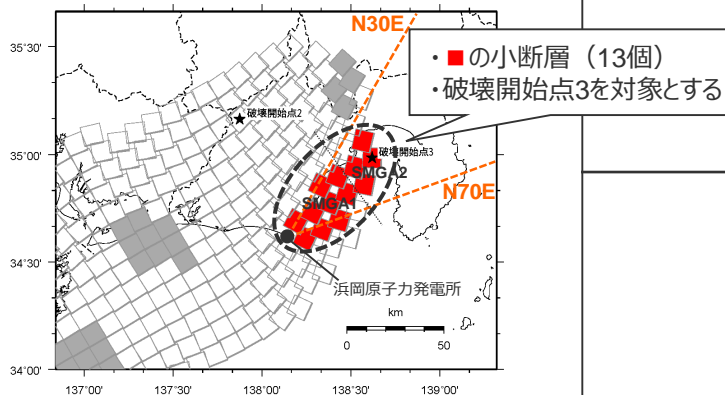 N30E
・■の小断層（13個）
・破壊開始点3を対象とする
35°30'
★破壊開始点2
35°00'
★破壊開始点3
SMGA2
SMGA1
N70E
34°30'
浜岡原子力発電所
km
0 50
34°00'
137°00' 137°30' 138°00' 138°30' 139°00'